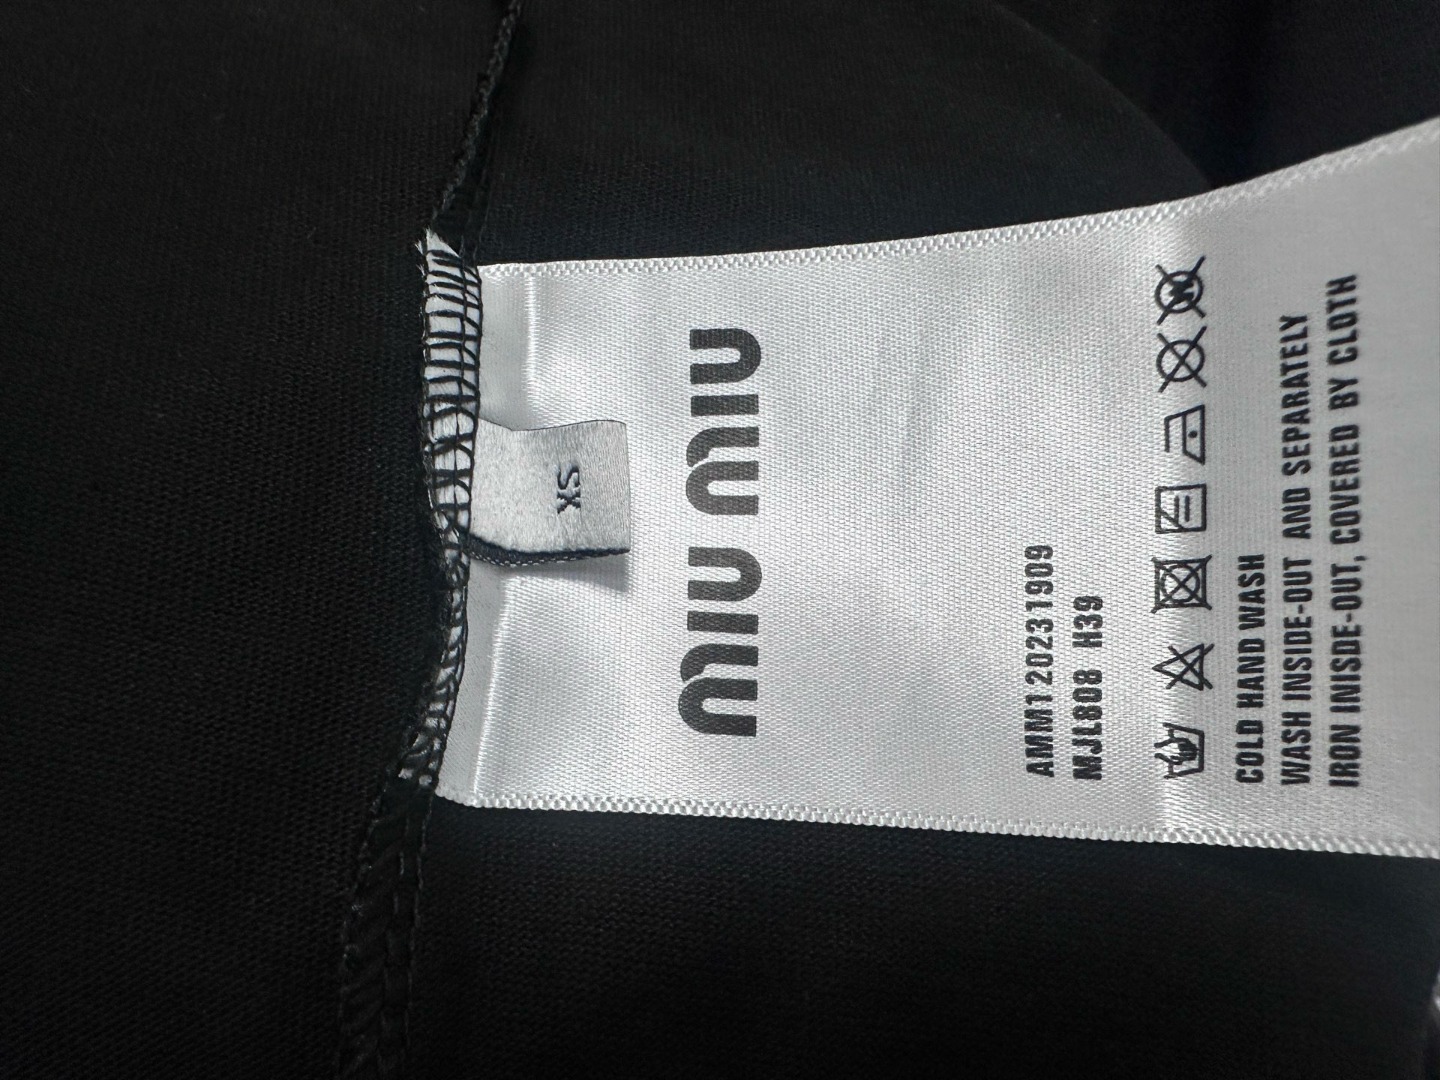 XS
MIU MIU
AMM120231909
MJL808 H39
W
COLD HAND WASH
WASH INSIDE-OUT AND SEPARATELY
IRON INISDE-OUT, COVERED BY CLOTH